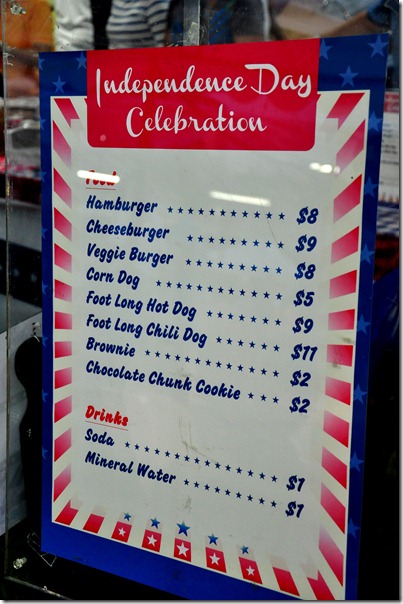 Independence Day
Celebration
Food
Hamburger $8
Cheeseburger $9
Veggie Burger $8
Corn Dog $5
Foot Long Hot Dog $9
Foot Long Chili Dog $11
Brownie $2
Chocolate Chunk Cookie $2
Drinks
Soda $1
Mineral Water $1